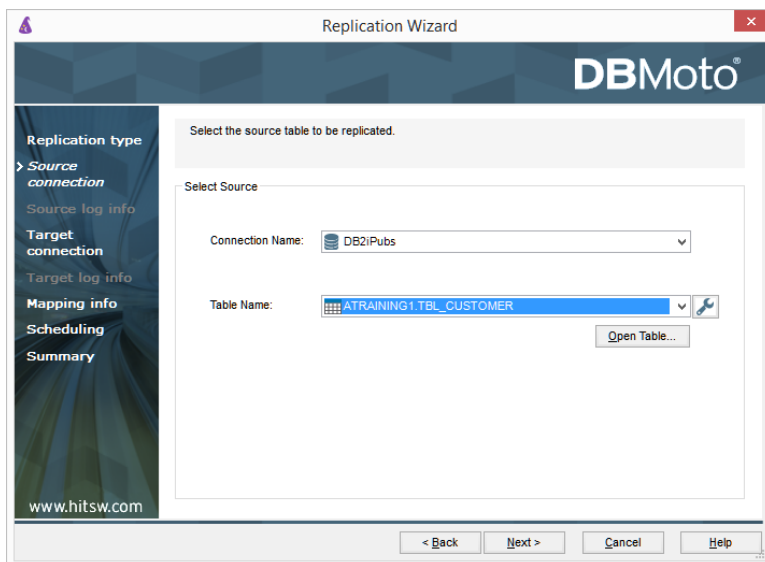 Replication Wizard
DBMoto®
Replication type
Source
connection
Source log info
Target
connection
Target log info
Mapping info
Scheduling
Summary
www.hitsw.com
Select the source table to be replicated.
Select Source
Connection Name:
DB2iPubs
Table Name:
ATRAINING1.TBL_CUSTOMER
Open Table...
< Back
Next >
Cancel
Help